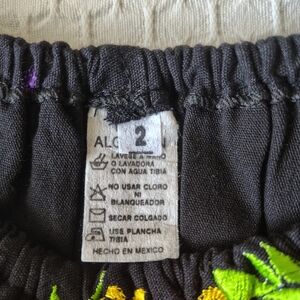 2
LAVESE A MANO
O LAVADORA
CON AGUA TIBIA
NO USAR CLORO
NI
BLANQUEADOR
SECAR COLGADO
USE PLANCHA
TIBIA
HECHO EN MEXICO